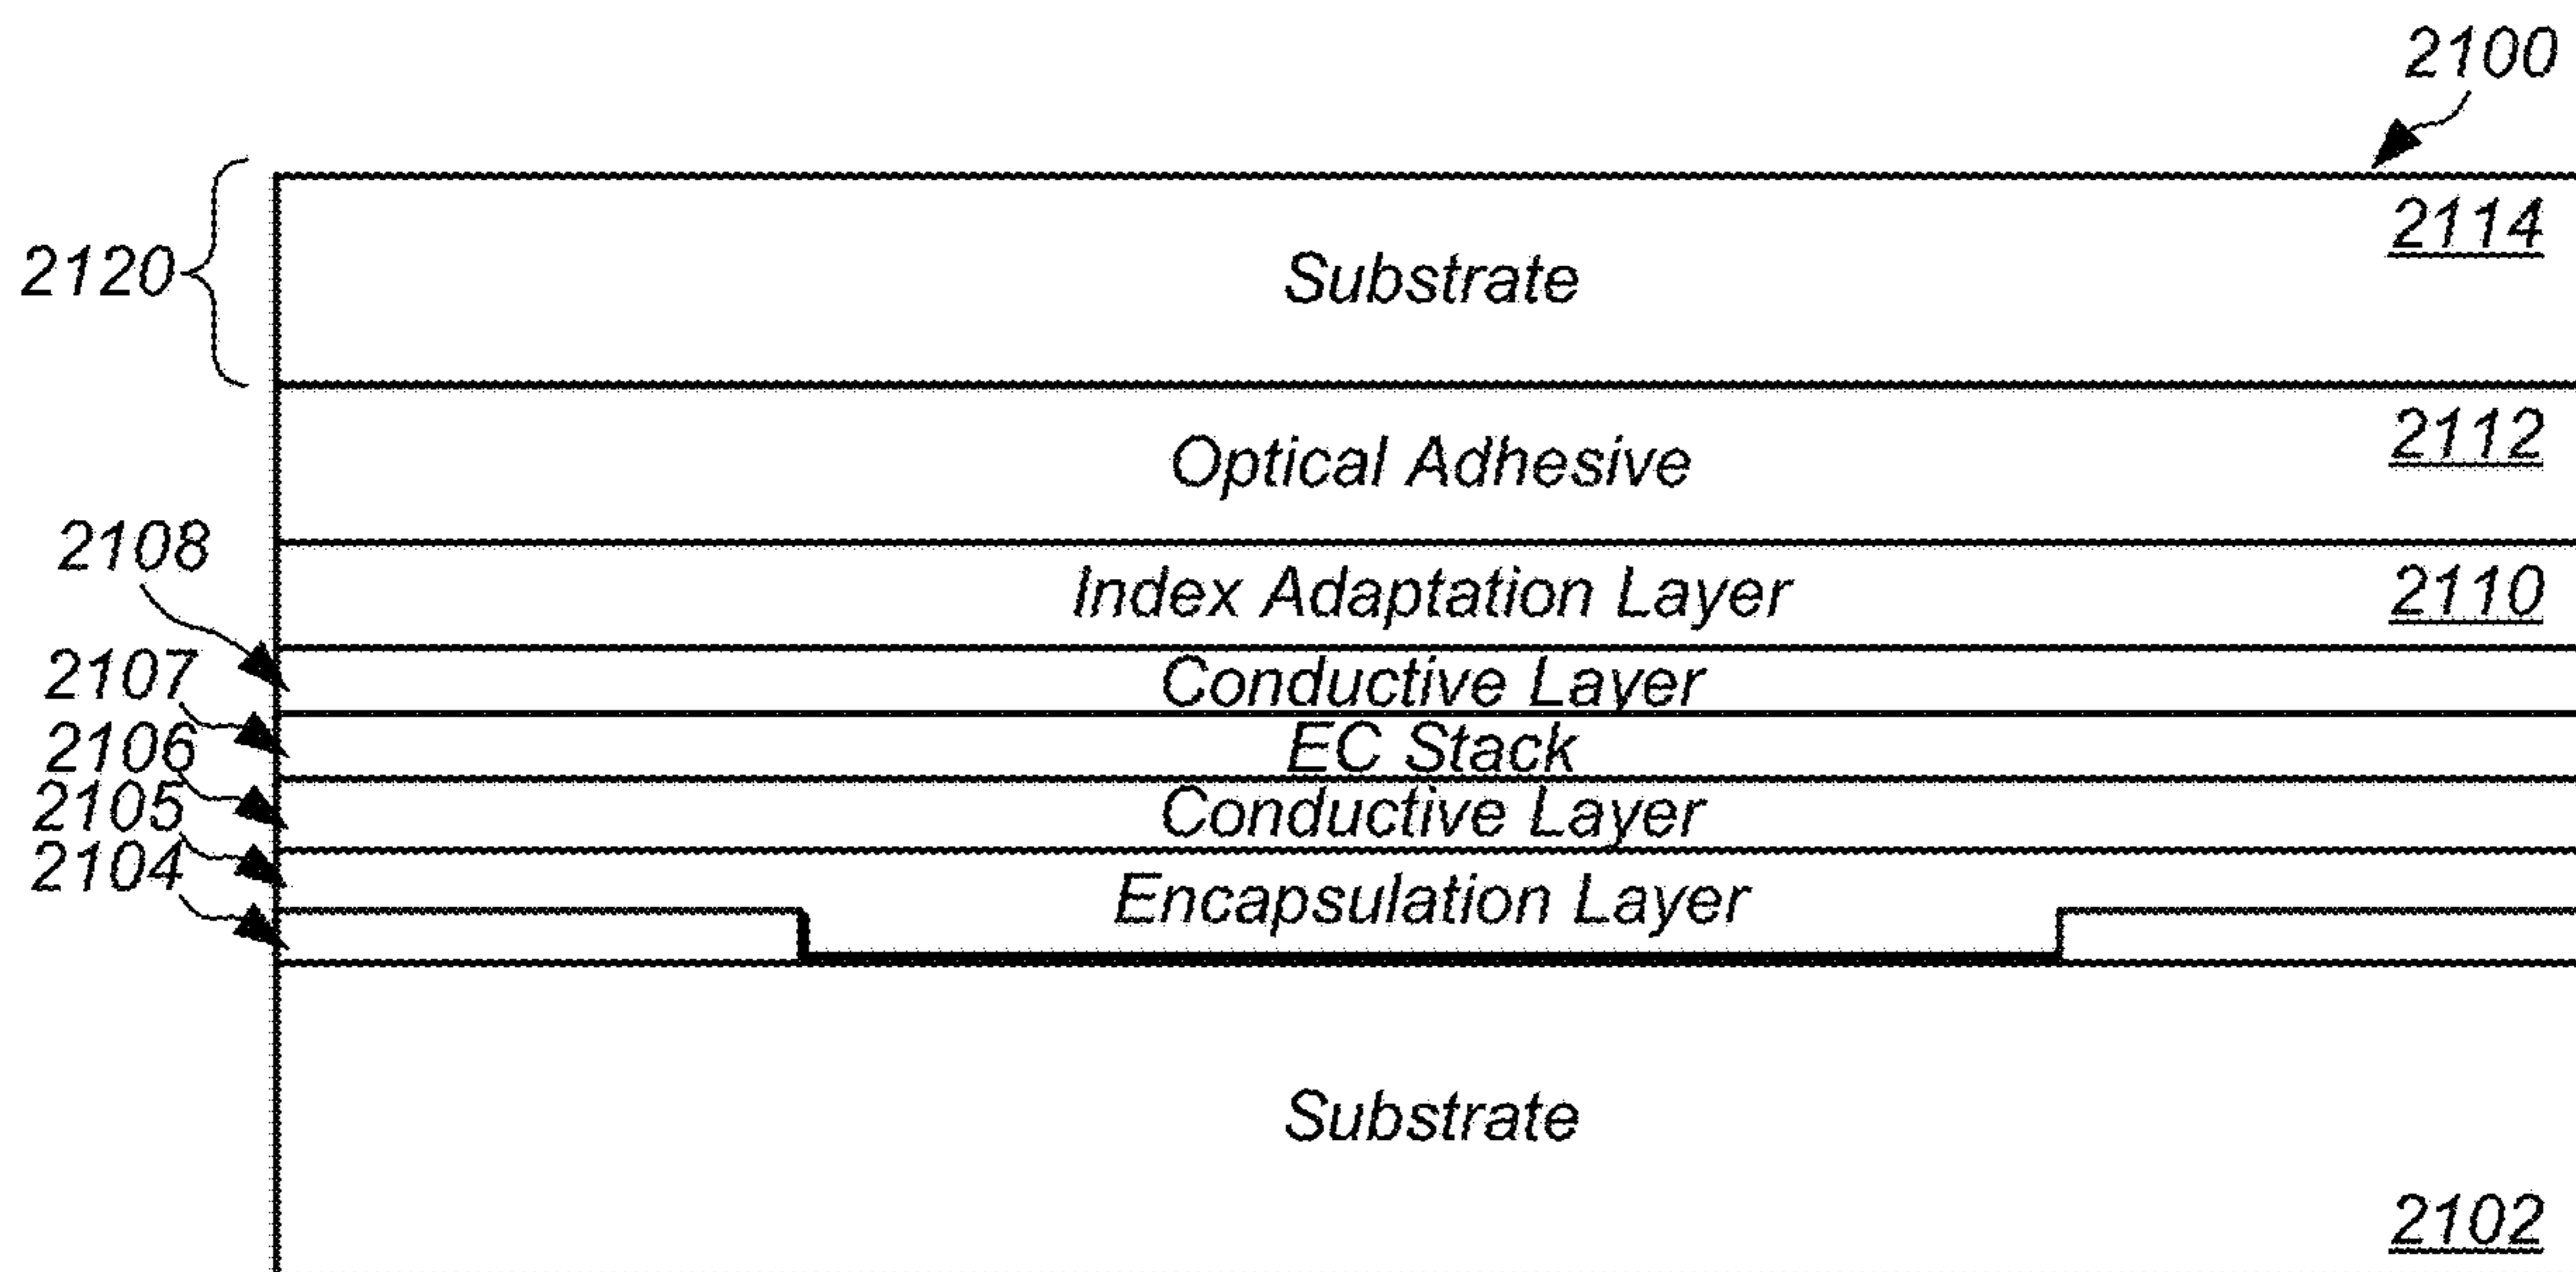 2100
2114
2120
Substrate
2112
Optical Adhesive
2108
Index Adaptation Layer
2110
2107
Conductive Layer
2106
EC Stack
2105
Conductive Layer
2104
Encapsulation Layer
Substrate
2102